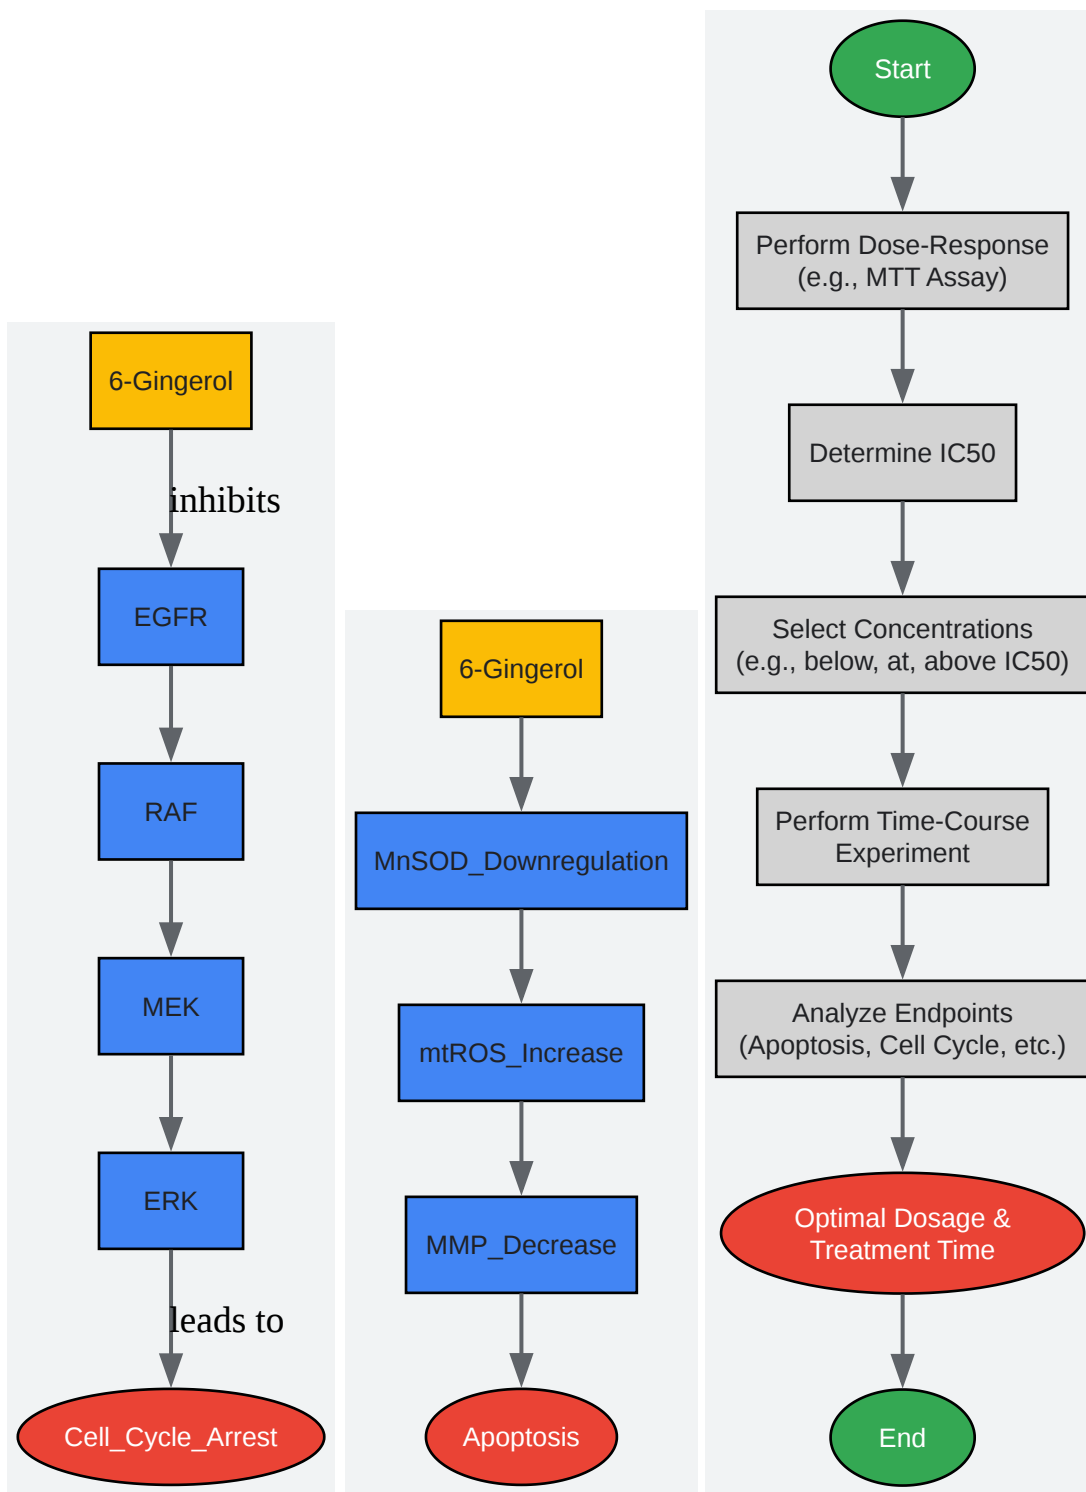 6-Gingerol
inhibits
EGFR
RAF
MEK
ERK
leads to
Cell_Cycle_Arrest
6-Gingerol
MnSOD_Downregulation
mtROS_Increase
MMP_Decrease
Apoptosis
Start
Perform Dose-Response
(e.g., MTT Assay)
Determine IC50
Select Concentrations
(e.g., below, at, above IC50)
Perform Time-Course
Experiment
Analyze Endpoints
(Apoptosis, Cell Cycle, etc.)
Optimal Dosage &
Treatment Time
End